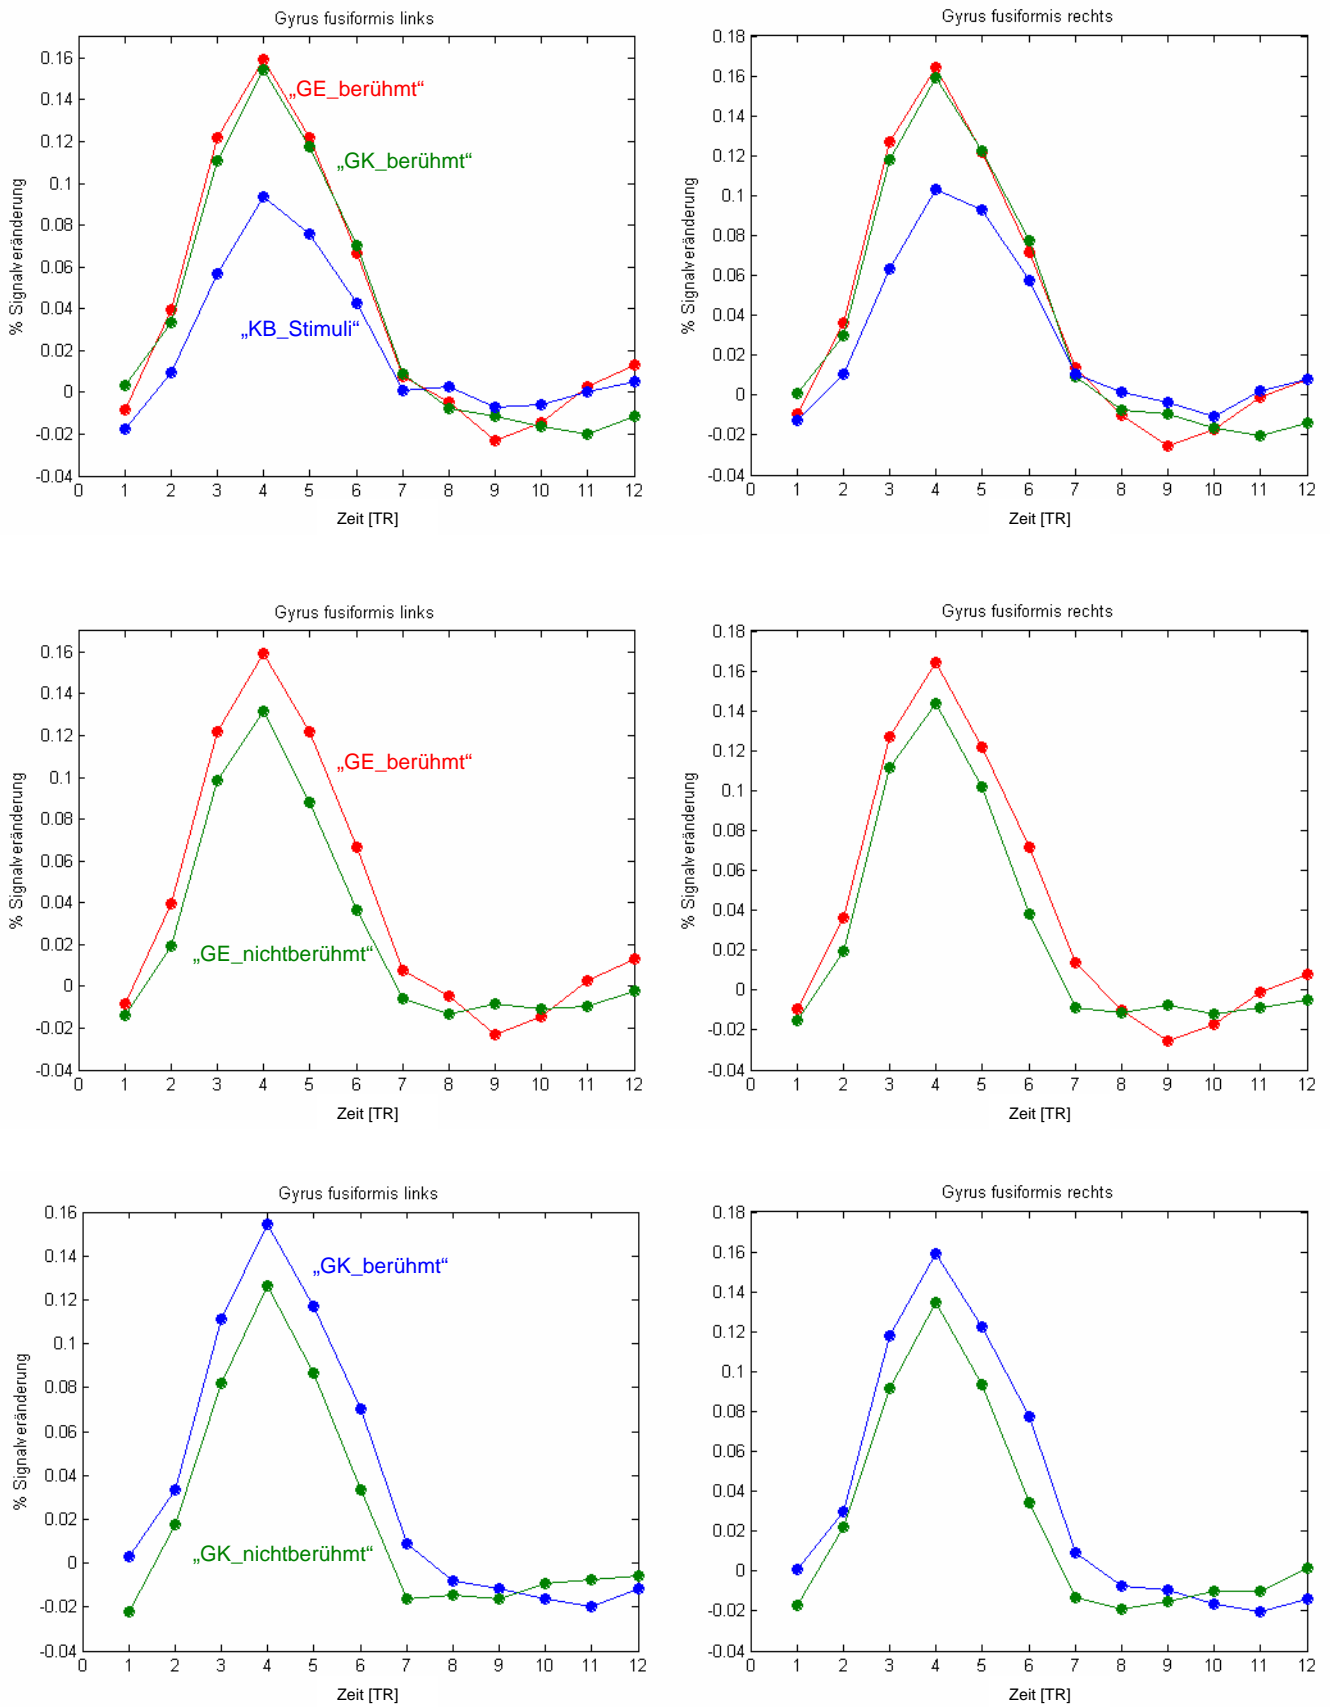 Gyrus fusiformis links
% Signalveränderung
0.16
0.14
0.12
0.1
0.08
0.06
0.04
0.02
0
-0.02
-0.04
„GE_berühmt“
„GK_berühmt“
„KB_Stimuli“
0 1 2 3 4 5 6 7 8 9 10 11 12
Zeit [TR]
Gyrus fusiformis rechts
% Signalveränderung
0.18
0.16
0.14
0.12
0.1
0.08
0.06
0.04
0.02
0
-0.02
-0.04
0 1 2 3 4 5 6 7 8 9 10 11 12
Zeit [TR]
Gyrus fusiformis links
% Signalveränderung
0.16
0.14
0.12
0.1
0.08
0.06
0.04
0.02
0
-0.02
-0.04
„GE_berühmt“
„GE_nichtberühmt“
0 1 2 3 4 5 6 7 8 9 10 11 12
Zeit [TR]
Gyrus fusiformis rechts
% Signalveränderung
0.18
0.16
0.14
0.12
0.1
0.08
0.06
0.04
0.02
0
-0.02
-0.04
0 1 2 3 4 5 6 7 8 9 10 11 12
Zeit [TR]
Gyrus fusiformis links
% Signalveränderung
0.16
0.14
0.12
0.1
0.08
0.06
0.04
0.02
0
-0.02
-0.04
„GK_berühmt“
„GK_nichtberühmt“
0 1 2 3 4 5 6 7 8 9 10 11 12
Zeit [TR]
Gyrus fusiformis rechts
% Signalveränderung
0.18
0.16
0.14
0.12
0.1
0.08
0.06
0.04
0.02
0
-0.02
-0.04
0 1 2 3 4 5 6 7 8 9 10 11 12
Zeit [TR]